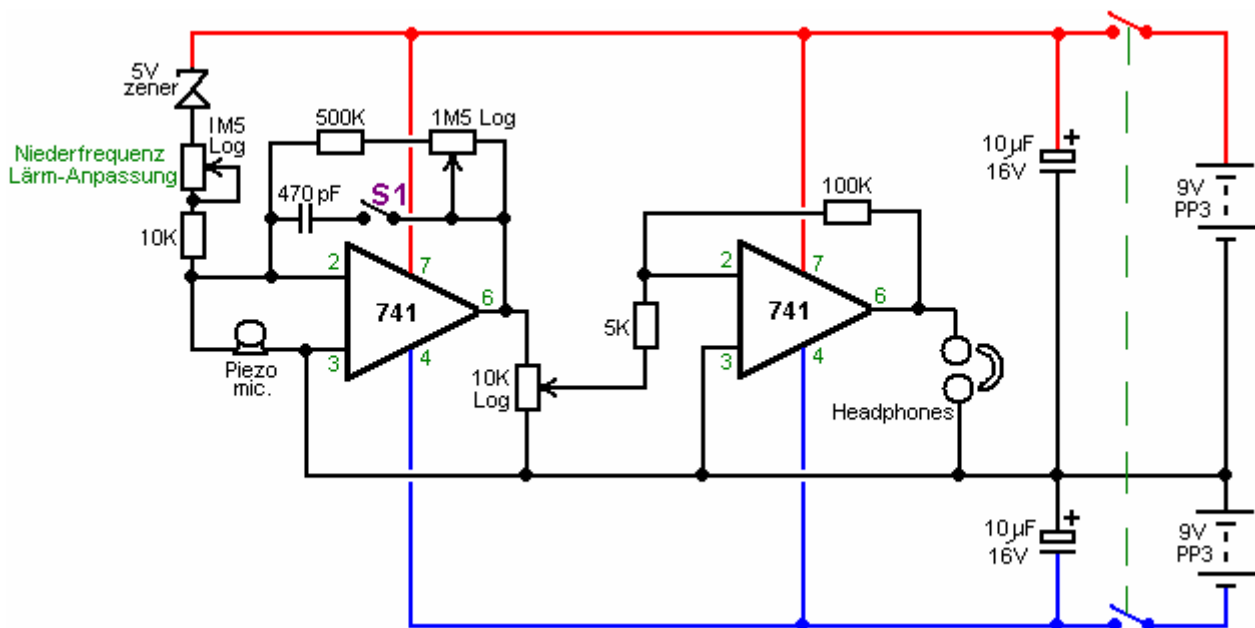 5V
zener
1M5
Log
Niederfrequenz
Lärm-Anpassung
10K
500K
1M5 Log
470 pF
S1
2
7
741
6
3
4
Piezo
mic.
10K
Log
5K
100K
2
7
741
6
3
4
Headphones
10µF
16V
+
9V
PP3
10µF
16V
+
9V
PP3